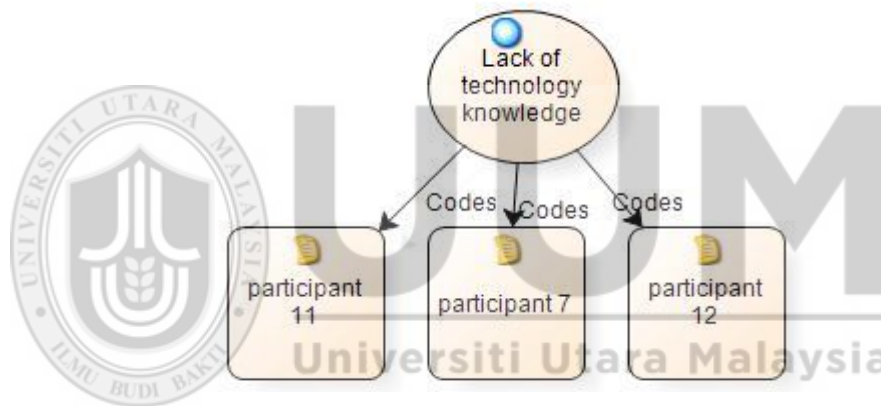 Lack of
technology
knowledge
Codes
Codes
Codes
participant
11
participant 7
participant
12
UUM
Universiti Utara Malaysia
UNIVERSITI UTARA MALAYSIA
ILMU BUDI BAKTI